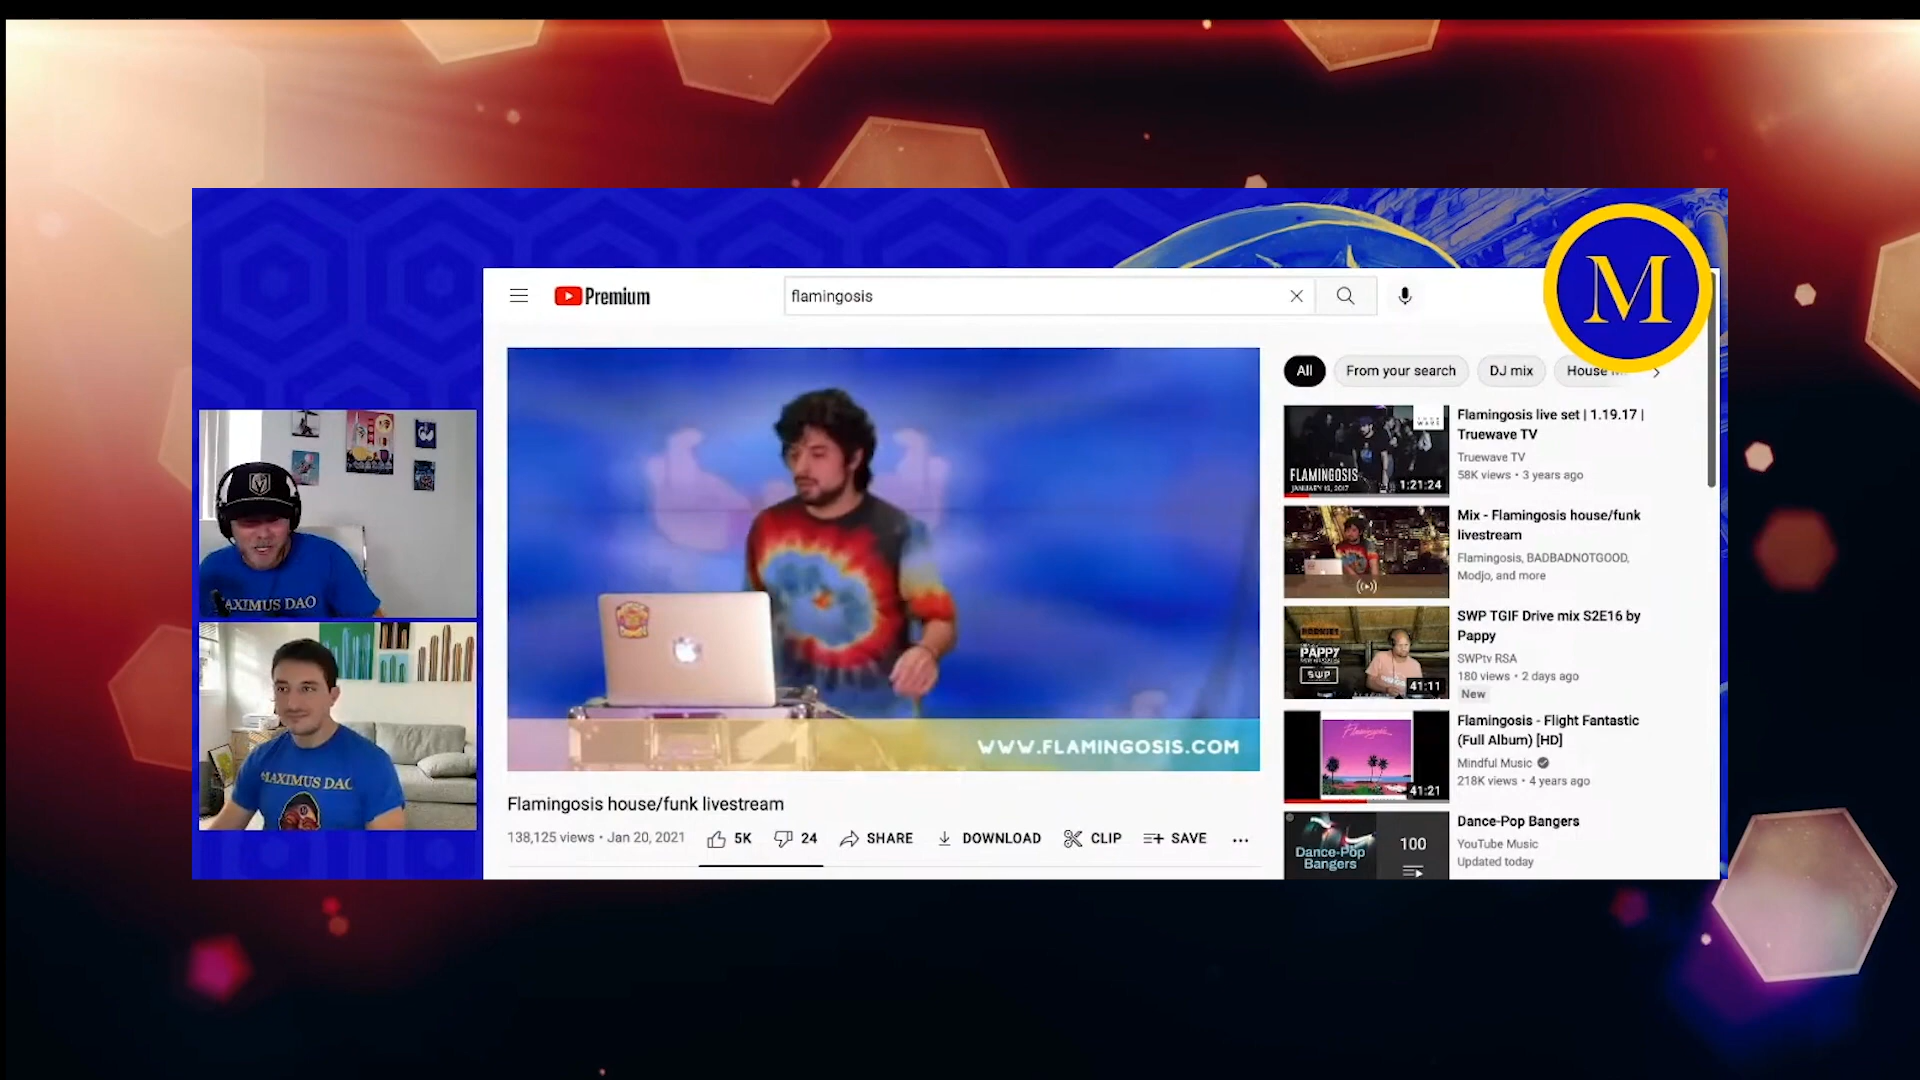 Premium
flamingosis
M
All
From your search
DJ mix
House
WWW.FLAMINGOSIS.COM
Flamingosis house/funk livestream
138,125 views • Jan 20, 2021
5K
24
SHARE
DOWNLOAD
CLIP
SAVE
FLAMINGOSIS
JANUARY 19, 2017
1:21:24
Flamingosis live set | 1.19.17 |
Truewave TV
Truewave TV
58K views • 3 years ago
Mix - Flamingosis house/funk
livestream
Flamingosis, BADBADNOTGOOD,
Modjo, and more
PAPPY
SWP
41:11
SWP TGIF Drive mix S2E16 by
Pappy
SWPtv RSA
180 views • 2 days ago
New
Flamingosis
41:21
Flamingosis - Flight Fantastic
(Full Album) [HD]
Mindful Music
218K views • 4 years ago
Dance-Pop
Bangers
100
Dance-Pop Bangers
YouTube Music
Updated today
AXIMUS DAO
MAXIMUS DAO